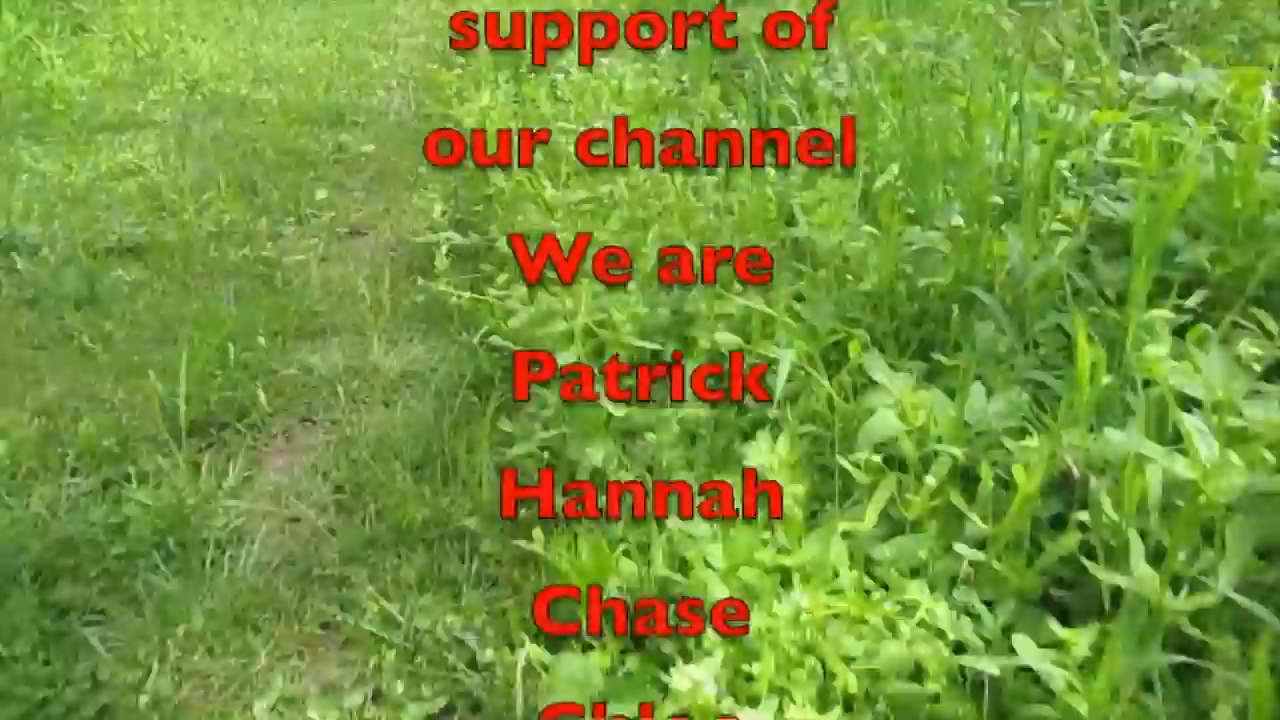 support of
our channel
We are
Patrick
Hannah
Chase